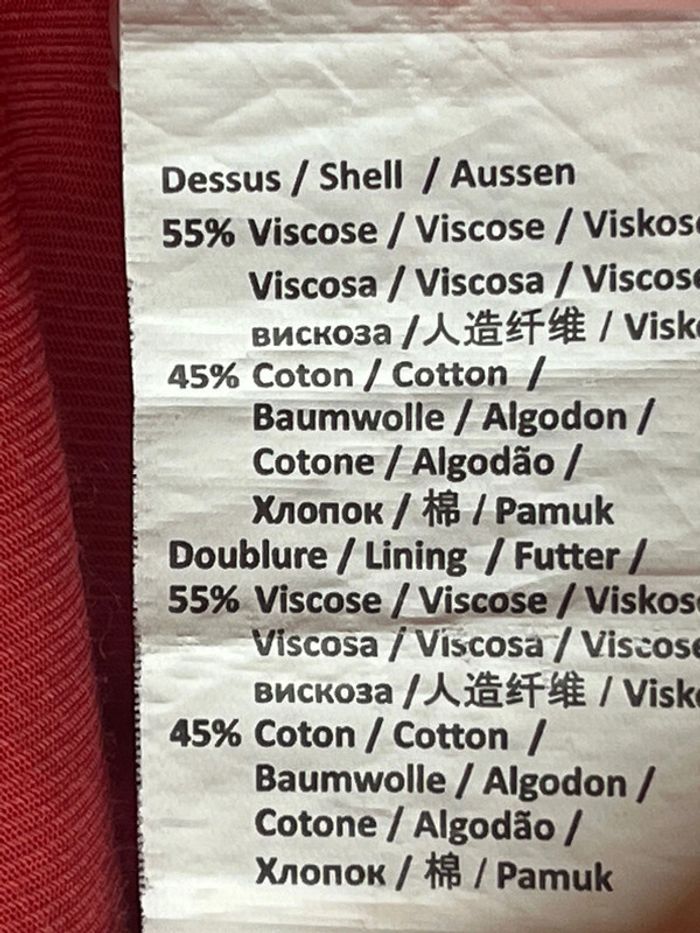 Dessus / Shell / Aussen
55% Viscose / Viscose / Viskos
Viscosa / Viscosa / Viscose
вискоза /人造纤维 / Visk
45% Coton / Cotton /
Baumwolle / Algodon /
Cotone / Algodão /
Хлопок / 棉 / Pamuk
Doublure / Lining / Futter /
55% Viscose / Viscose / Viskos
Viscosa / Viscosa / Viscose
вискоза /人造纤维 / Visk
45% Coton / Cotton /
Baumwolle / Algodon /
Cotone / Algodão /
Хлопок / 棉 / Pamuk